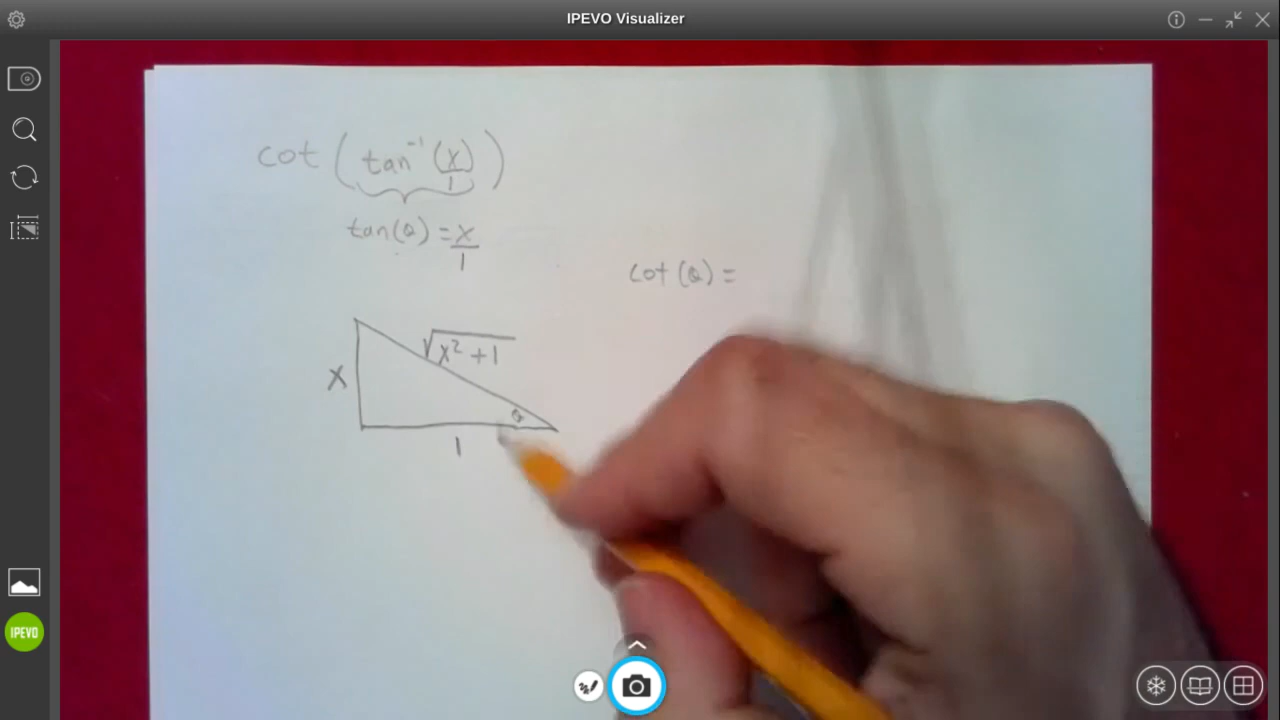 IPEVO Visualizer
cot (tan⁻¹(x/1))
tan(θ) = x/1
cot(θ) =
√(x² + 1)
x
θ
1
IPEVO